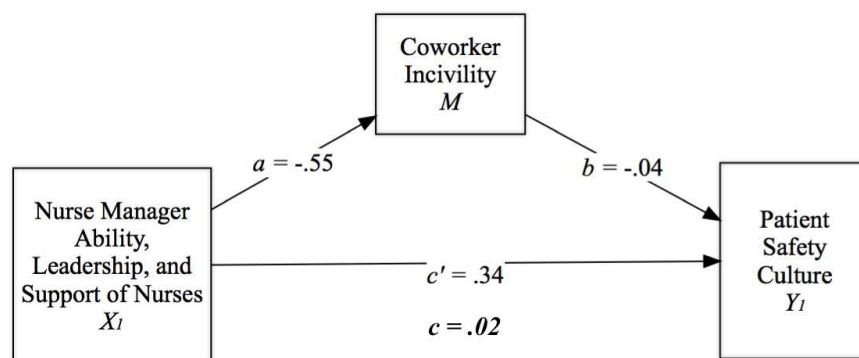 Coworker
Incivility
M
a = -.55
b = -.04
Nurse Manager
Ability,
Leadership, and
Support of Nurses
X1
Patient
Safety
Culture
Y1
c' = .34
c = .02